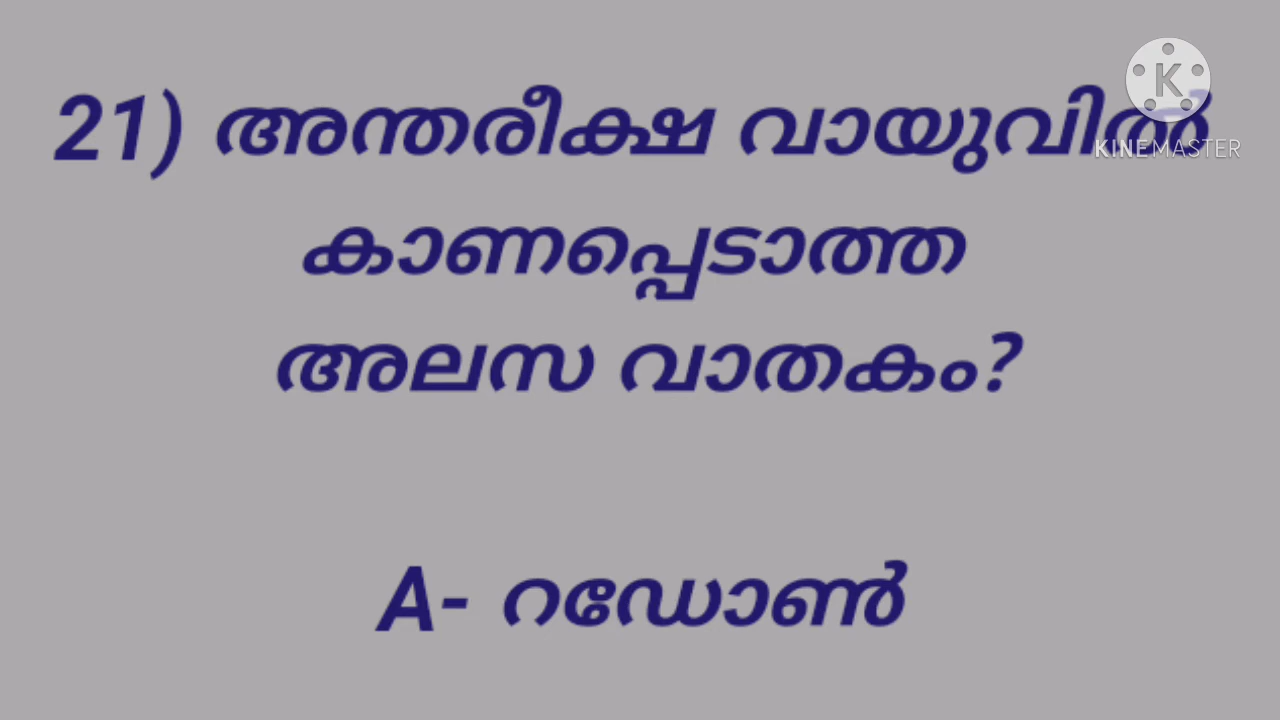 21) അന്തരീക്ഷ വായുവിൽ
കാണപ്പെടാത്ത
അലസ വാതകം?
A- റഡോൺ
K
KINEMASTER